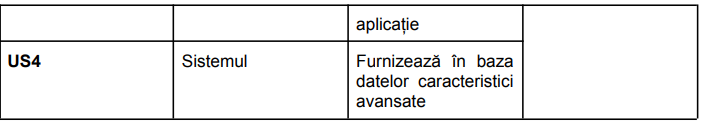 aplicație
US4 Sistemul Furnizează în baza
datelor caracteristici
avansate